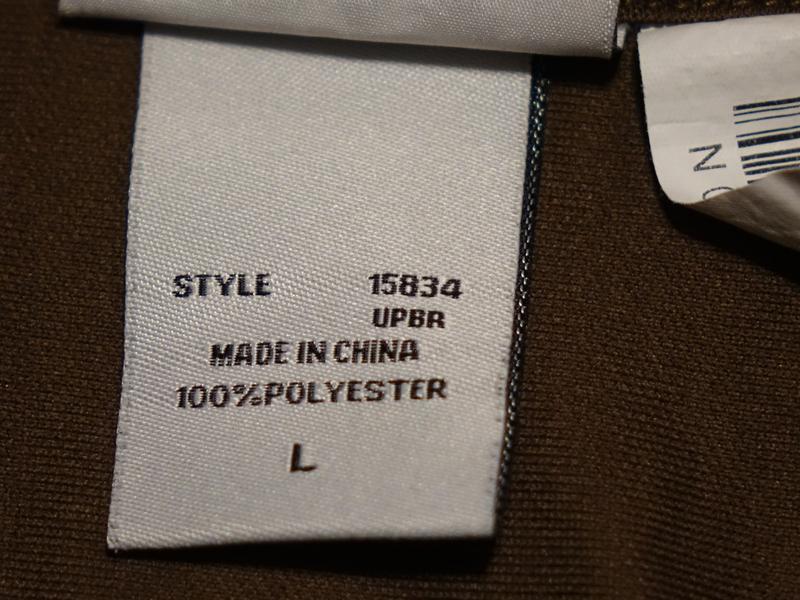 STYLE 15834
UPBR
MADE IN CHINA
100%POLYESTER
L